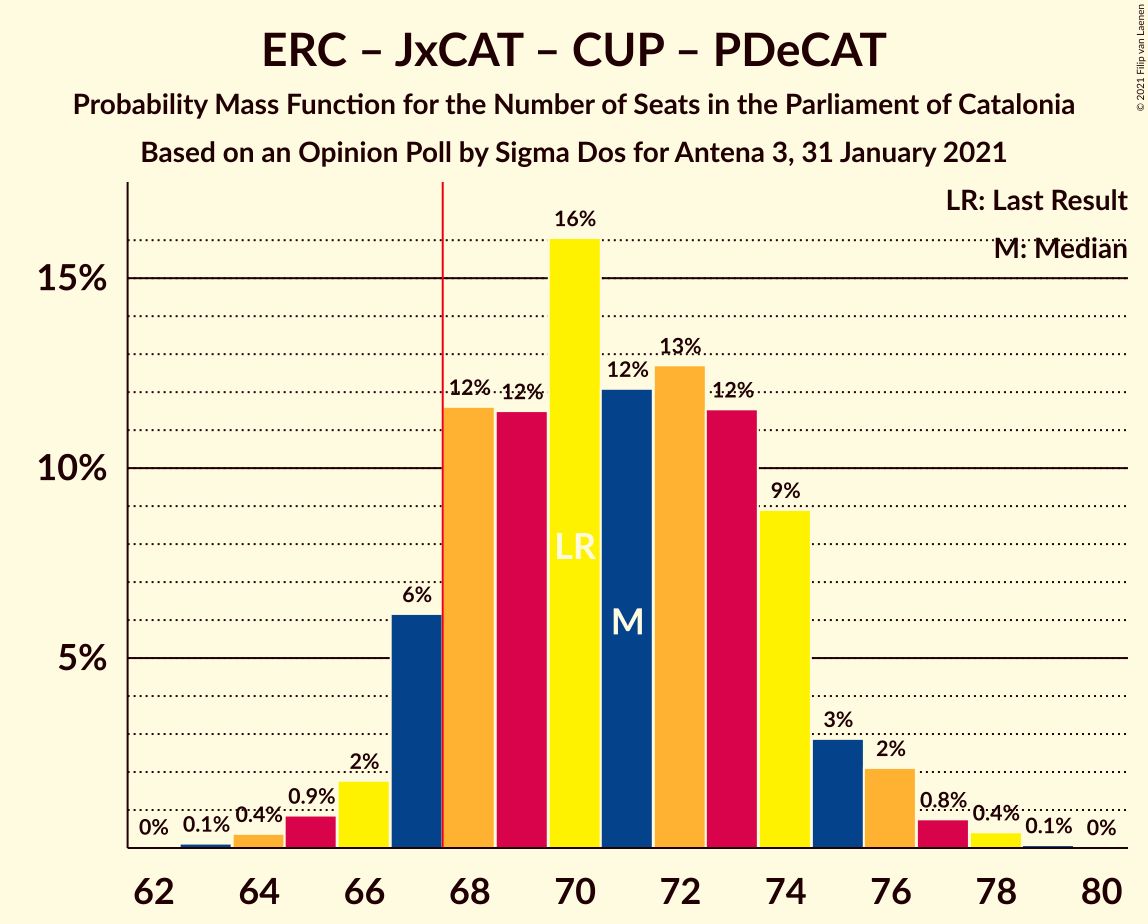 ERC – JxCAT – CUP – PDeCAT
Probability Mass Function for the Number of Seats in the Parliament of Catalonia
Based on an Opinion Poll by Sigma Dos for Antena 3, 31 January 2021
© 2021 Filip van Laenen
LR: Last Result
M: Median
15%
10%
5%
0%
0.1%
0.4%
0.9%
2%
6%
12%
12%
16%
12%
13%
12%
9%
3%
2%
0.8%
0.4%
0.1%
0%
LR
M
62 64 66 68 70 72 74 76 78 80